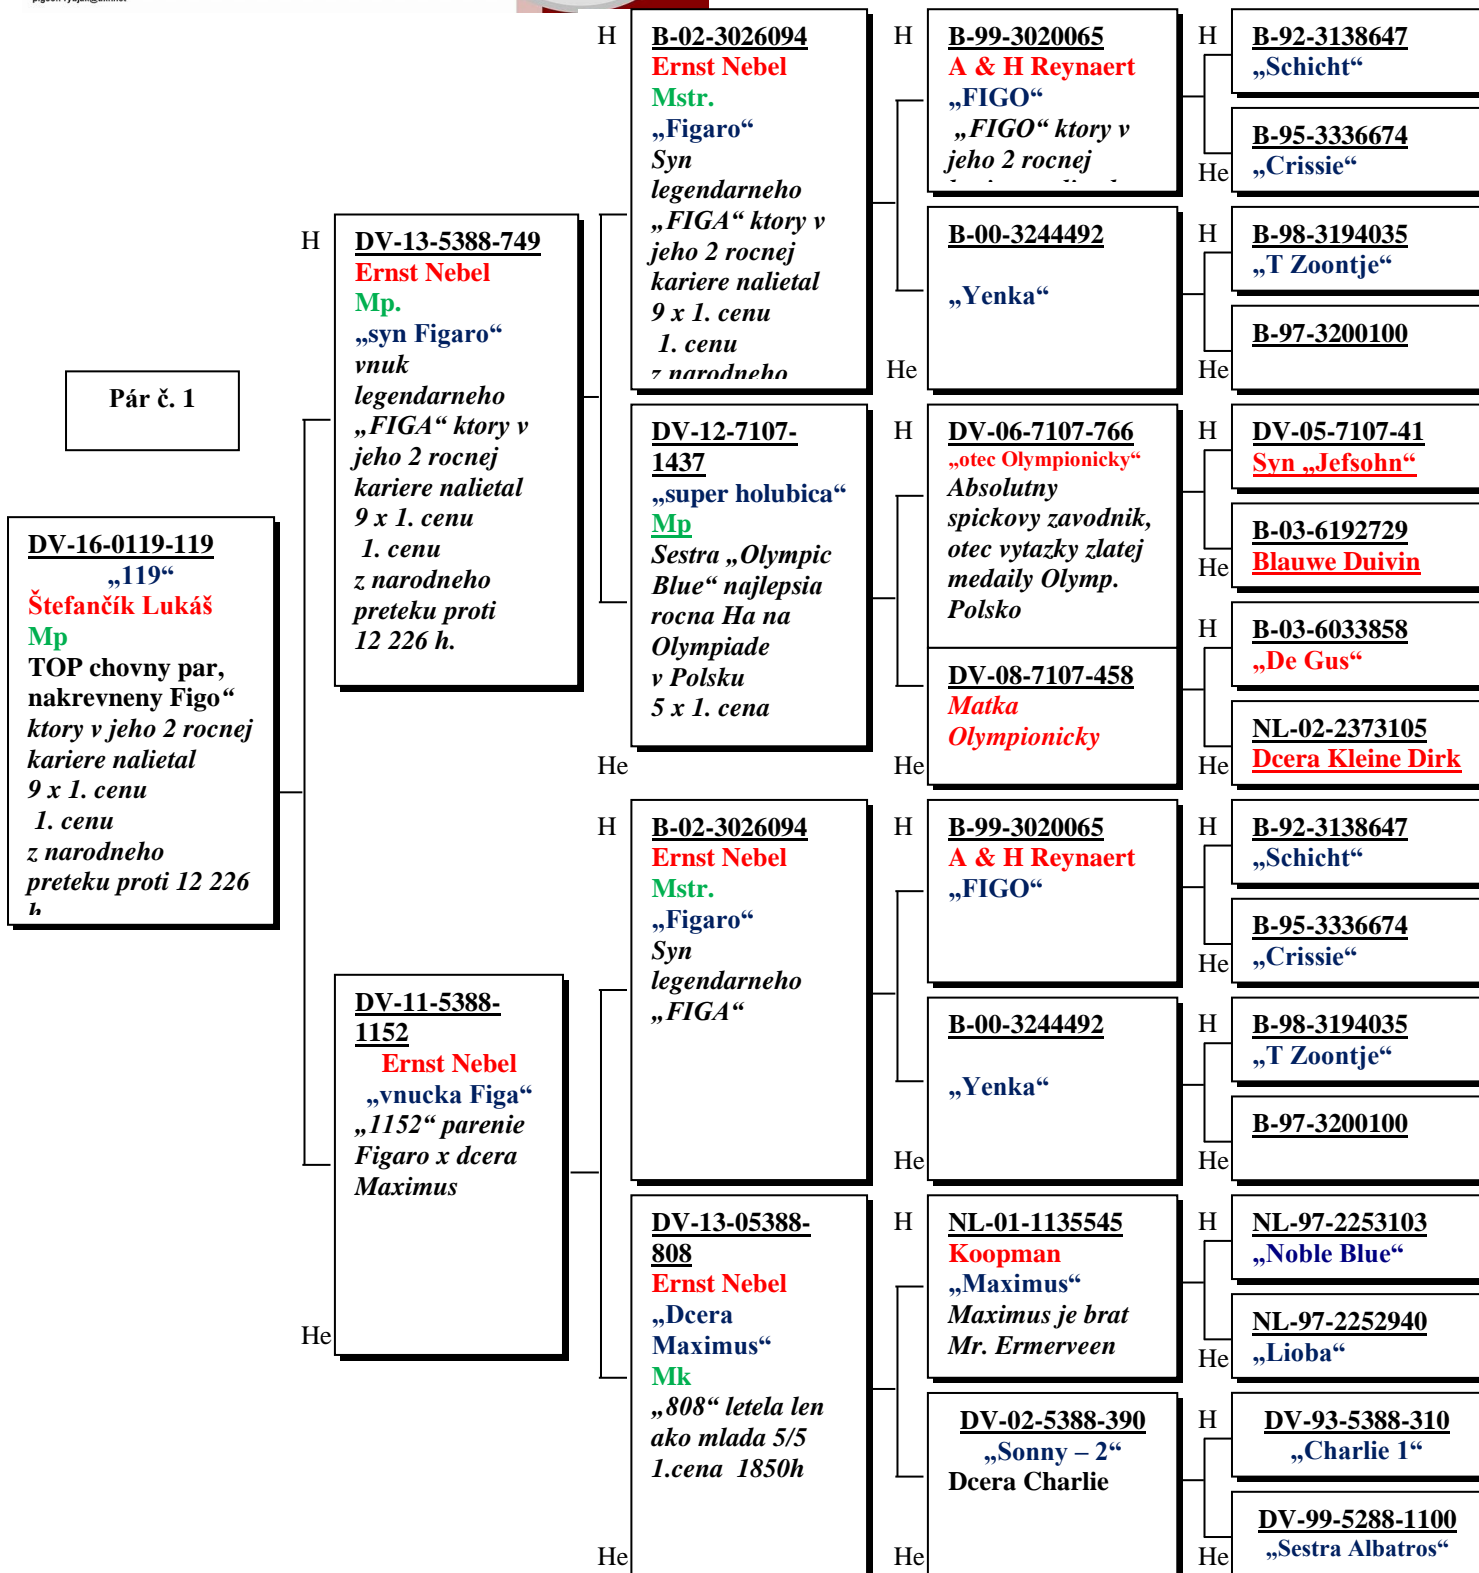 H
B-02-3026094
Ernst Nebel
Mstr.
„Figaro“
Syn
legendarneho
„FIGA“ ktory v
jeho 2 rocnej
kariere nalietal
9 x 1. cenu
1. cenu
z narodneho
H
B-99-3020065
A & H Reynaert
„FIGO“
„FIGO“ ktory v
jeho 2 rocnej
H
B-92-3138647
„Schicht“
B-95-3336674
He „Crissie“
B-00-3244492
„Yenka“
He
H
B-98-3194035
„T Zoontje“
B-97-3200100
He
H
DV-13-5388-749
Ernst Nebel
Mp.
„syn Figaro“
vnuk
legendarneho
„FIGA“ ktory v
jeho 2 rocnej
kariere nalietal
9 x 1. cenu
1. cenu
z narodneho
preteku proti
12 226 h.
Pár č. 1
DV-12-7107-
1437
„super holubica“
Mp
Sestra „Olympic
Blue“ najlepsia
rocna Ha na
Olympiade
v Polsku
5 x 1. cena
He
H
DV-06-7107-766
„otec Olympionicky“
Absolutny
spickovy zavodnik,
otec vytazky zlatej
medaily Olymp.
Polsko
DV-08-7107-458
Matka
Olympionicky
He
H
DV-05-7107-41
Syn „Jefsohn“
B-03-6192729
He Blauwe Duivin
H
B-03-6033858
„De Gus“
NL-02-2373105
He Dcera Kleine Dirk
DV-16-0119-119
„119“
Štefančík Lukáš
Mp
TOP chovny par,
nakrevneny Figo“
ktory v jeho 2 rocnej
kariere nalietal
9 x 1. cenu
1. cenu
z narodneho
preteku proti 12 226
h
H
B-02-3026094
Ernst Nebel
Mstr.
„Figaro“
Syn
legendarneho
„FIGA“
H
B-99-3020065
A & H Reynaert
„FIGO“
H
B-92-3138647
„Schicht“
B-95-3336674
He „Crissie“
B-00-3244492
„Yenka“
He
H
B-98-3194035
„T Zoontje“
B-97-3200100
He
DV-11-5388-
1152
Ernst Nebel
„vnucka Figa“
„1152“ parenie
Figaro x dcera
Maximus
He
DV-13-05388-
808
Ernst Nebel
„Dcera
Maximus“
Mk
„808“ letela len
ako mlada 5/5
1.cena 1850h
He
H
NL-01-1135545
Koopman
„Maximus“
Maximus je brat
Mr. Ermerveen
DV-02-5388-390
„Sonny – 2“
Dcera Charlie
He
H
NL-97-2253103
„Noble Blue“
NL-97-2252940
He „Lioba“
H
DV-93-5388-310
„Charlie 1“
DV-99-5288-1100
He „Sestra Albatros“